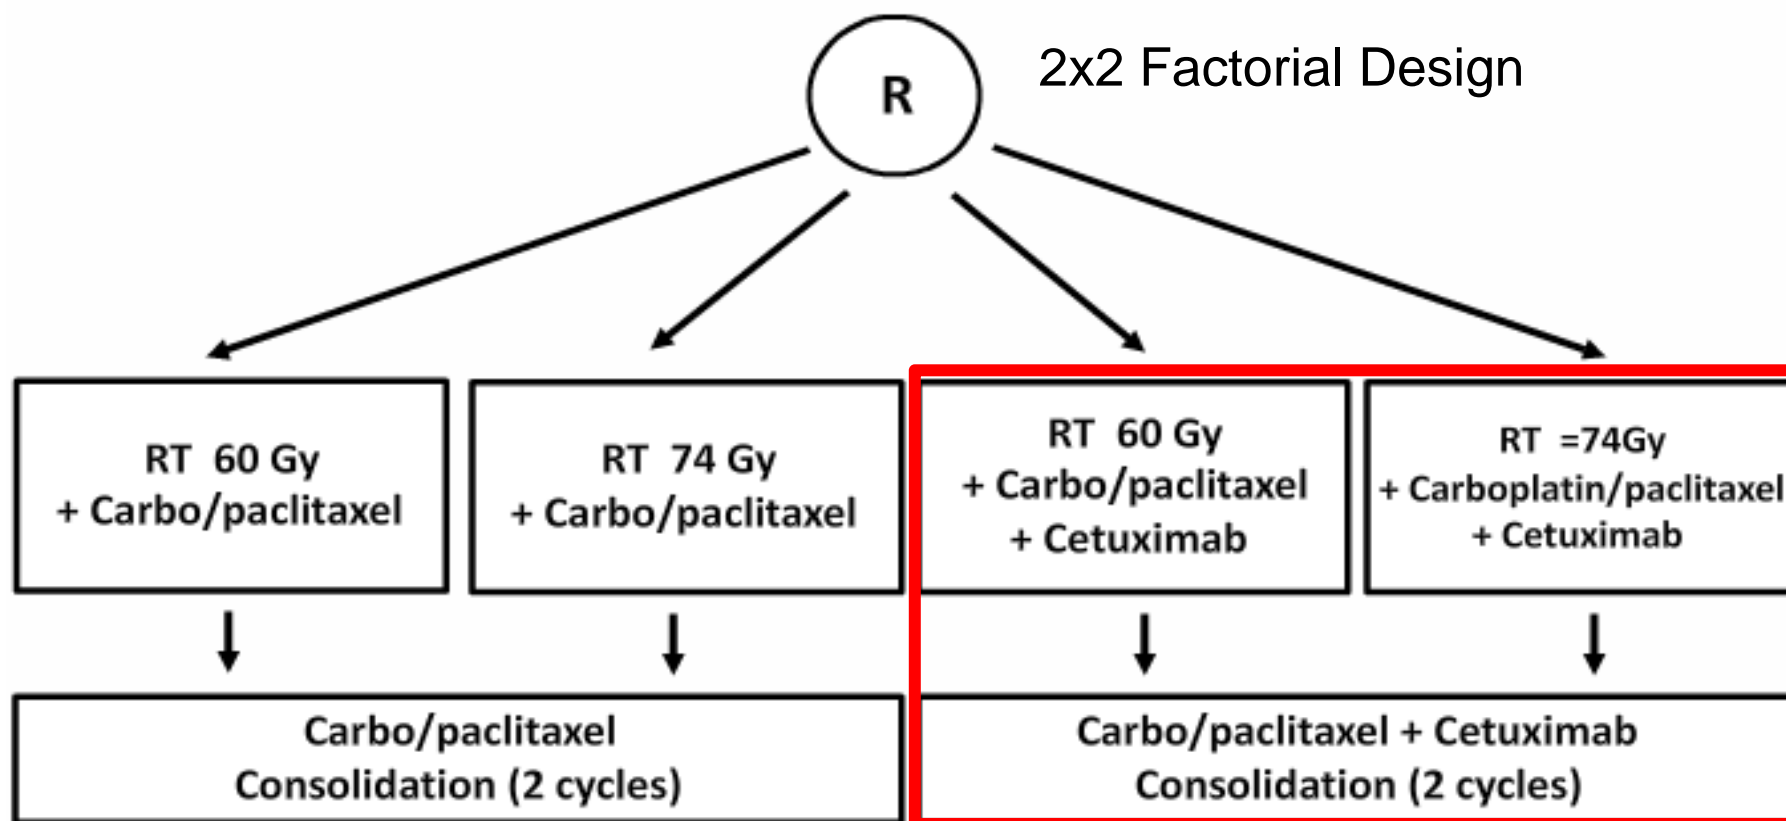 R
2x2 Factorial Design
RT 60 Gy
+ Carbo/paclitaxel
RT 74 Gy
+ Carbo/paclitaxel
RT 60 Gy
+ Carbo/paclitaxel
+ Cetuximab
RT =74Gy
+ Carboplatin/paclitaxel
+ Cetuximab
Carbo/paclitaxel
Consolidation (2 cycles)
Carbo/paclitaxel + Cetuximab
Consolidation (2 cycles)